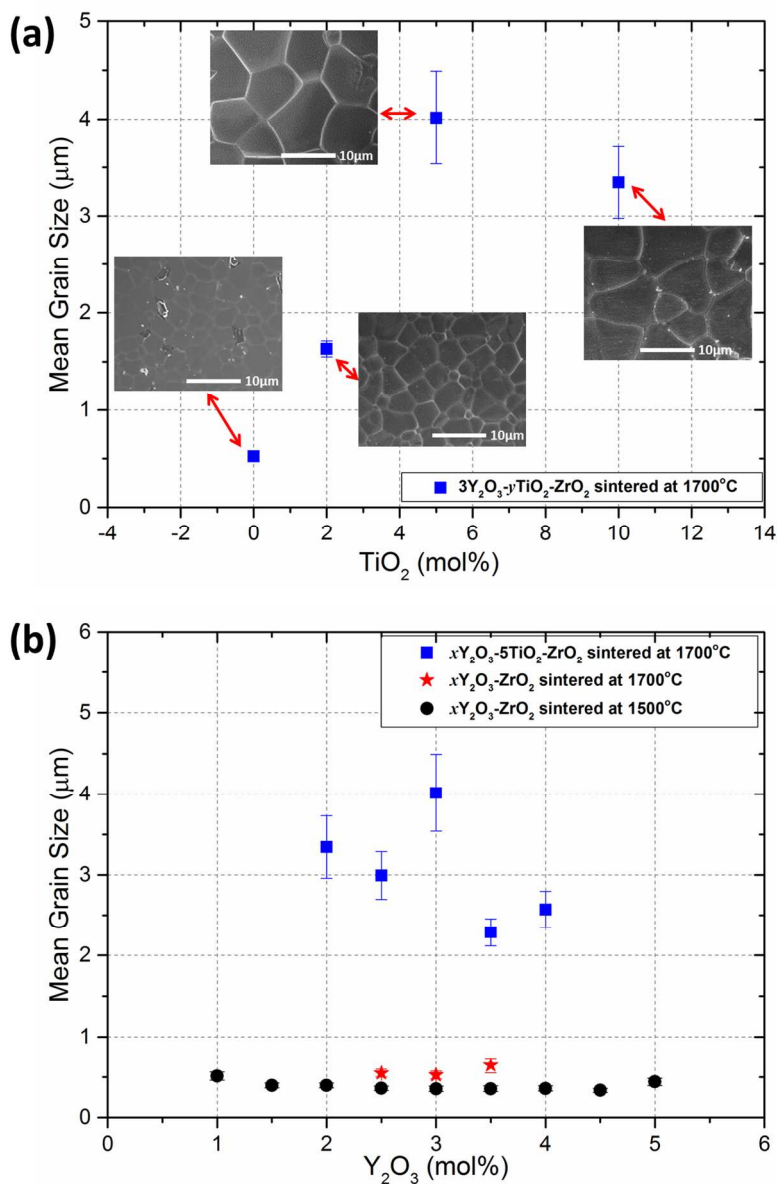 (a)
5
4
3
2
1
0
Mean Grain Size (μm)
10μm
10μm
10μm
10μm
3Y₂O₃-yTiO₂-ZrO₂ sintered at 1700°C
-4 -2 0 2 4 6 8 10 12 14
TiO₂ (mol%)
(b)
6
5
4
3
2
1
0
Mean Grain Size (μm)
xY₂O₃-5TiO₂-ZrO₂ sintered at 1700°C
xY₂O₃-ZrO₂ sintered at 1700°C
xY₂O₃-ZrO₂ sintered at 1500°C
0 1 2 3 4 5 6
Y₂O₃ (mol%)